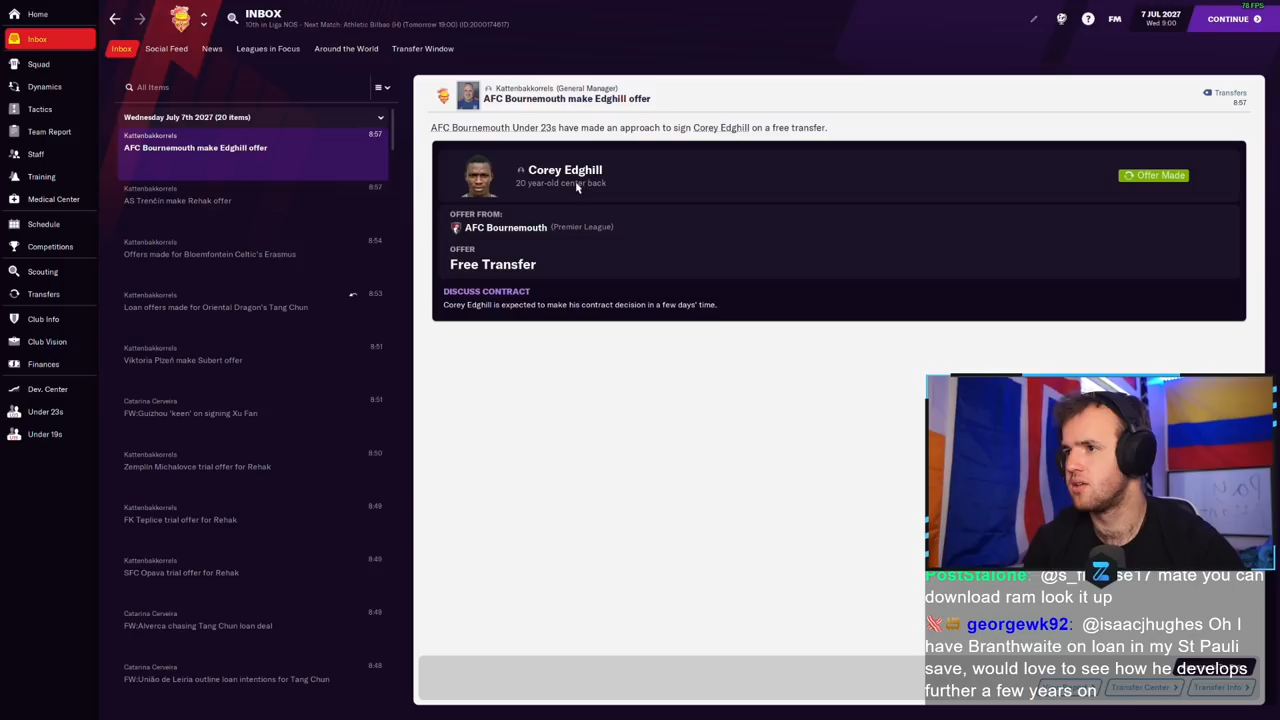 78 FPS
Home
INBOX
10th in Liga NOS - Next Match: Athletic Bilbao (H) (Tomorrow 19:00) (ID:2000174617)
FM
7 JUL 2027
Wed 9:00
CONTINUE
Inbox
Squad
Dynamics
Tactics
Team Report
Staff
Training
Medical Center
Schedule
Competitions
Scouting
Transfers
Club Info
Club Vision
Finances
Dev. Center
Under 23s
Under 19s
Inbox Social Feed News Leagues in Focus Around the World Transfer Window
All Items
Wednesday July 7th 2027 (20 items)
Kattenbakkorrels 8:57
AFC Bournemouth make Edghill offer
Kattenbakkorrels 8:57
AS Trenčín make Rehak offer
Kattenbakkorrels 8:54
Offers made for Bloemfontein Celtic's Erasmus
Kattenbakkorrels 8:53
Loan offers made for Oriental Dragon's Tang Chun
Kattenbakkorrels 8:51
Viktoria Plzeň make Subert offer
Catarina Cerveira 8:51
FW:Guizhou 'keen' on signing Xu Fan
Kattenbakkorrels 8:50
Zemplin Michalovce trial offer for Rehak
Kattenbakkorrels 8:49
FK Teplice trial offer for Rehak
Kattenbakkorrels 8:49
SFC Opava trial offer for Rehak
Catarina Cerveira 8:49
FW:Alverca chasing Tang Chun loan deal
Catarina Cerveira 8:48
FW:União de Leiria outline loan intentions for Tang Chun
Kattenbakkorrels (General Manager)
AFC Bournemouth make Edghill offer
Transfers
8:57
AFC Bournemouth Under 23s have made an approach to sign Corey Edghill on a free transfer.
Corey Edghill
20 year-old center back
Offer Made
OFFER FROM:
AFC Bournemouth (Premier League)
OFFER
Free Transfer
DISCUSS CONTRACT
Corey Edghill is expected to make his contract decision in a few days' time.
PostStalone: mate you can
download ram look it up
georgewk92: @isaacjhughes Oh I
have Branthwaite on loan in my St Pauli
save, would love to see how he develops
further a few years on
Transfer Center
Transfer Info